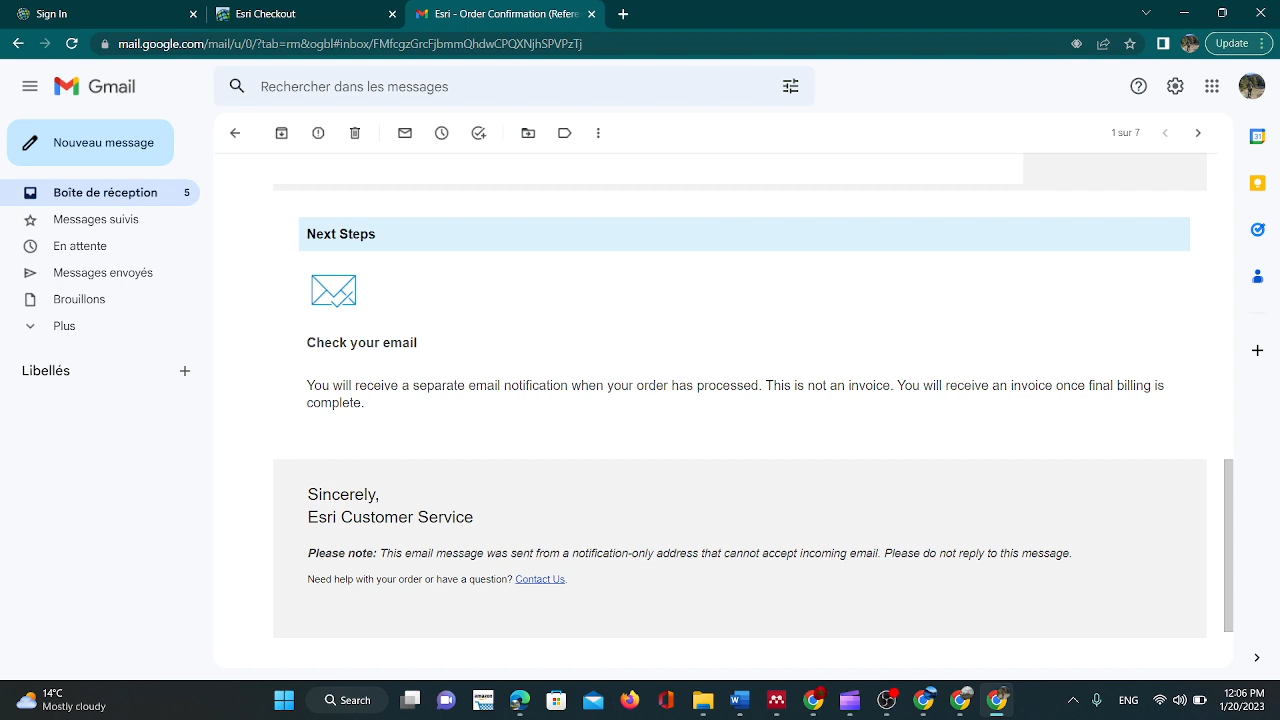 Sign In
Esri Checkout
Esri - Order Confirmation (Refere
mail.google.com/mail/u/0/?tab=rm&ogbl#inbox/FMfcgzGrcFjbmmQhdwCPQXNjhSPVPzTj
Update
Gmail
Rechercher dans les messages
Nouveau message
1 sur 7
31
Boîte de réception 5
Messages suivis
En attente
Messages envoyés
Brouillons
Plus
Libellés
Next Steps
Check your email
You will receive a separate email notification when your order has processed. This is not an invoice. You will receive an invoice once final billing is
complete.
Sincerely,
Esri Customer Service
Please note: This email message was sent from a notification-only address that cannot accept incoming email. Please do not reply to this message.
Need help with your order or have a question? Contact Us.
14°C
Mostly cloudy
Search
amazon
ENG
12:06 PM
1/20/2023